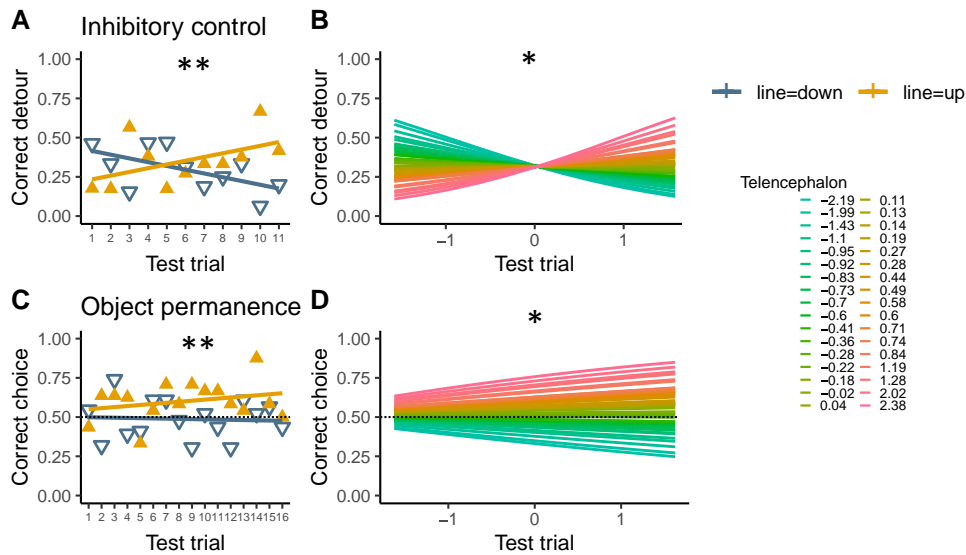 A Inhibitory control
B
**
*
Correct detour
1.00
0.75
0.50
0.25
0.00
1 2 3 4 5 6 7 8 9 10 11
Test trial
Correct detour
1.00
0.75
0.50
0.25
0.00
−1 0 1
Test trial
line=down line=up
Telencephalon
−2.19 0.11
−1.99 0.13
−1.43 0.14
−1.1 0.19
−0.95 0.27
−0.92 0.28
−0.83 0.44
−0.73 0.49
−0.7 0.58
−0.6 0.6
−0.41 0.71
−0.36 0.74
−0.28 0.84
−0.22 1.19
−0.18 1.28
−0.02 2.02
0.04 2.38
C Object permanence
D
**
*
Correct choice
1.00
0.75
0.50
0.25
0.00
1 2 3 4 5 6 7 8 9 10 11 12 13 14 15 16
Test trial
Correct choice
1.00
0.75
0.50
0.25
0.00
−1 0 1
Test trial